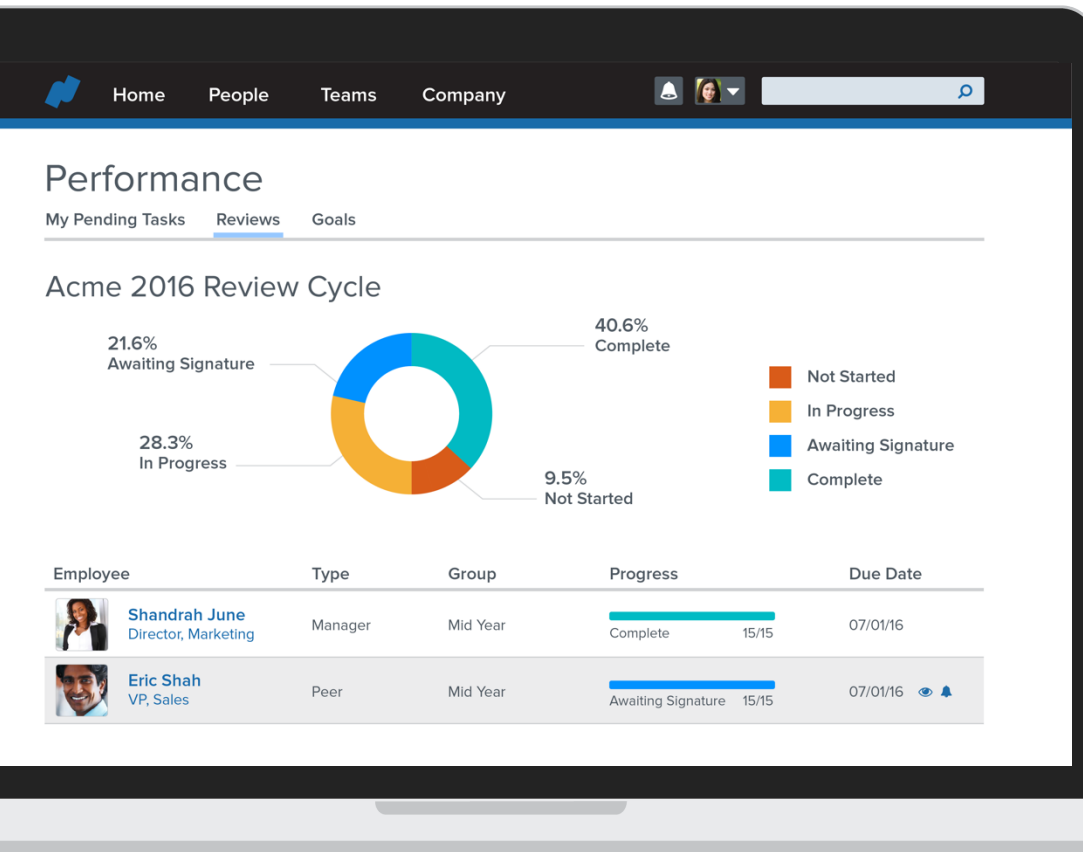 Home People Teams Company
Performance
My Pending Tasks Reviews Goals
Acme 2016 Review Cycle
21.6%
Awaiting Signature
40.6%
Complete
28.3%
In Progress
9.5%
Not Started
Not Started
In Progress
Awaiting Signature
Complete
Employee Type Group Progress Due Date
Shandrah June
Director, Marketing
Manager Mid Year
Complete 15/15
07/01/16
Eric Shah
VP, Sales
Peer Mid Year
Awaiting Signature 15/15
07/01/16